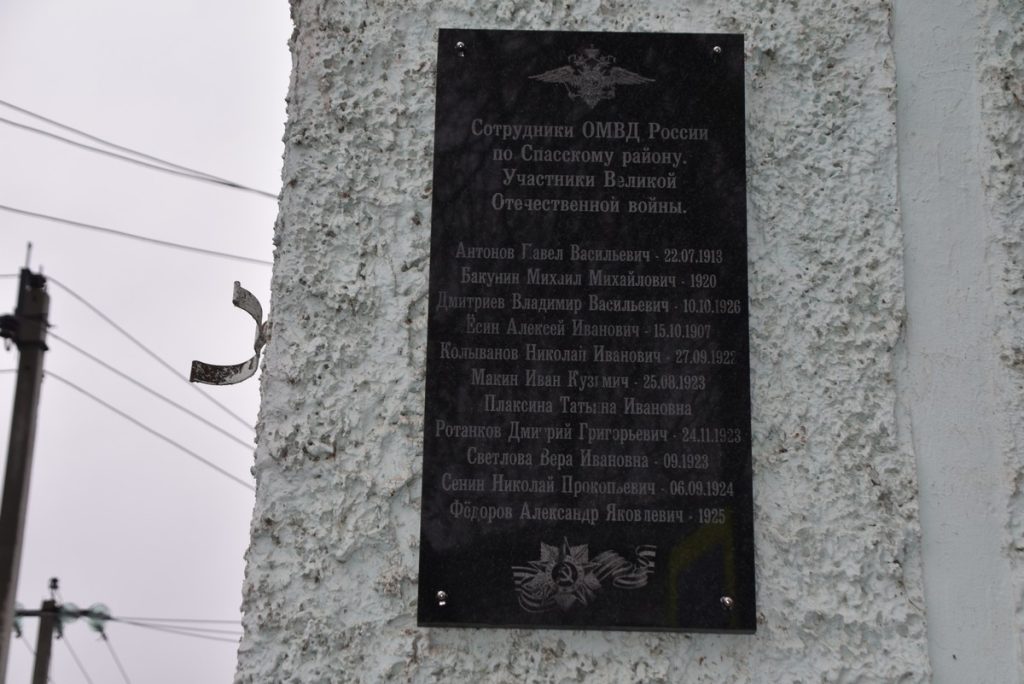 Сотрудники ОМВД России
по Спасскому району.
Участники Великой
Отечественной войны.
Антонов Павел Васильевич - 22.07.1913
Бакунин Михаил Михайлович - 1920
Дмитриев Владимир Васильевич - 10.10.1926
Ёсин Алексей Иванович - 15.10.1907
Колыванов Николай Иванович -
Макин Иван Кузьмич - 25.08.1923
Плаксина Татьяна Ивановна
Ротанков Дмитрий Григорьевич - 24.11.1923
Светлова Вера Ивановна - 09.1923
Сенин Николай Прокопьевич - 06.09.1924
Фёдоров Александр Яковлевич - 1925